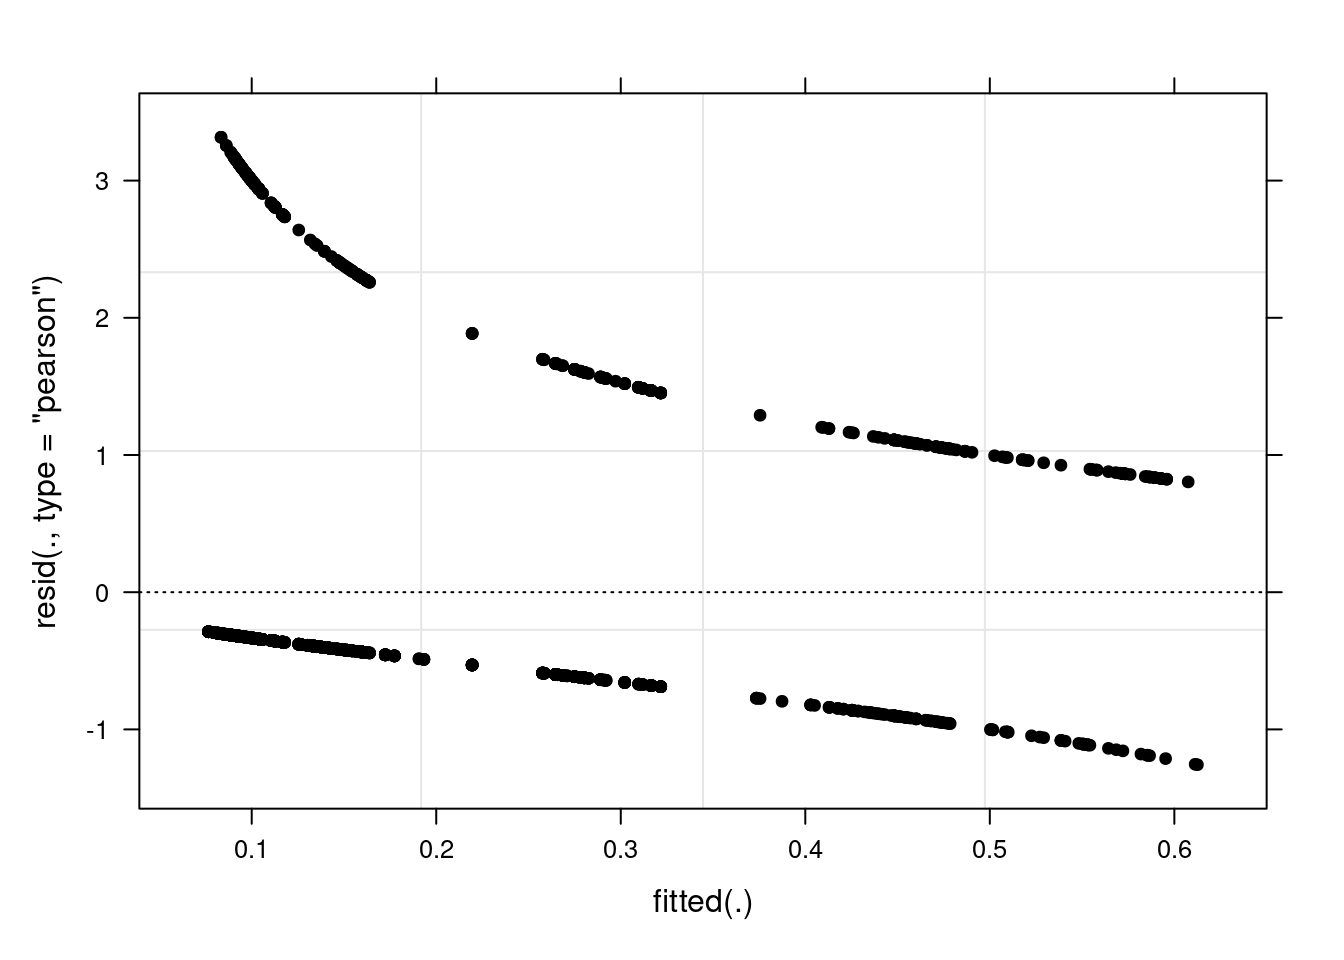 3
2
1
0
-1
resid(., type = "pearson")
0.1 0.2 0.3 0.4 0.5 0.6
fitted(.)